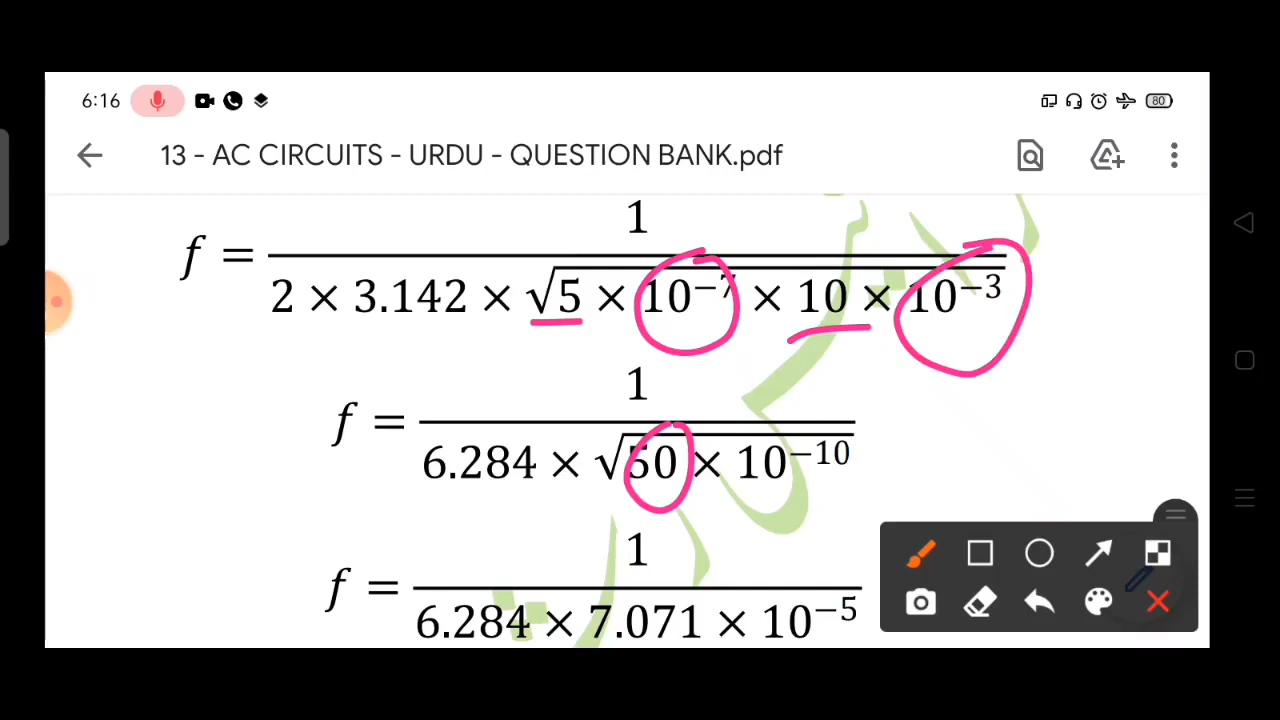 6:16 80
13 - AC CIRCUITS - URDU - QUESTION BANK.pdf
f = 1 / (2 × 3.142 × √(5 × 10⁻⁷ × 10 × 10⁻³))
f = 1 / (6.284 × √(50 × 10⁻¹⁰))
f = 1 / (6.284 × 7.071 × 10⁻⁵)